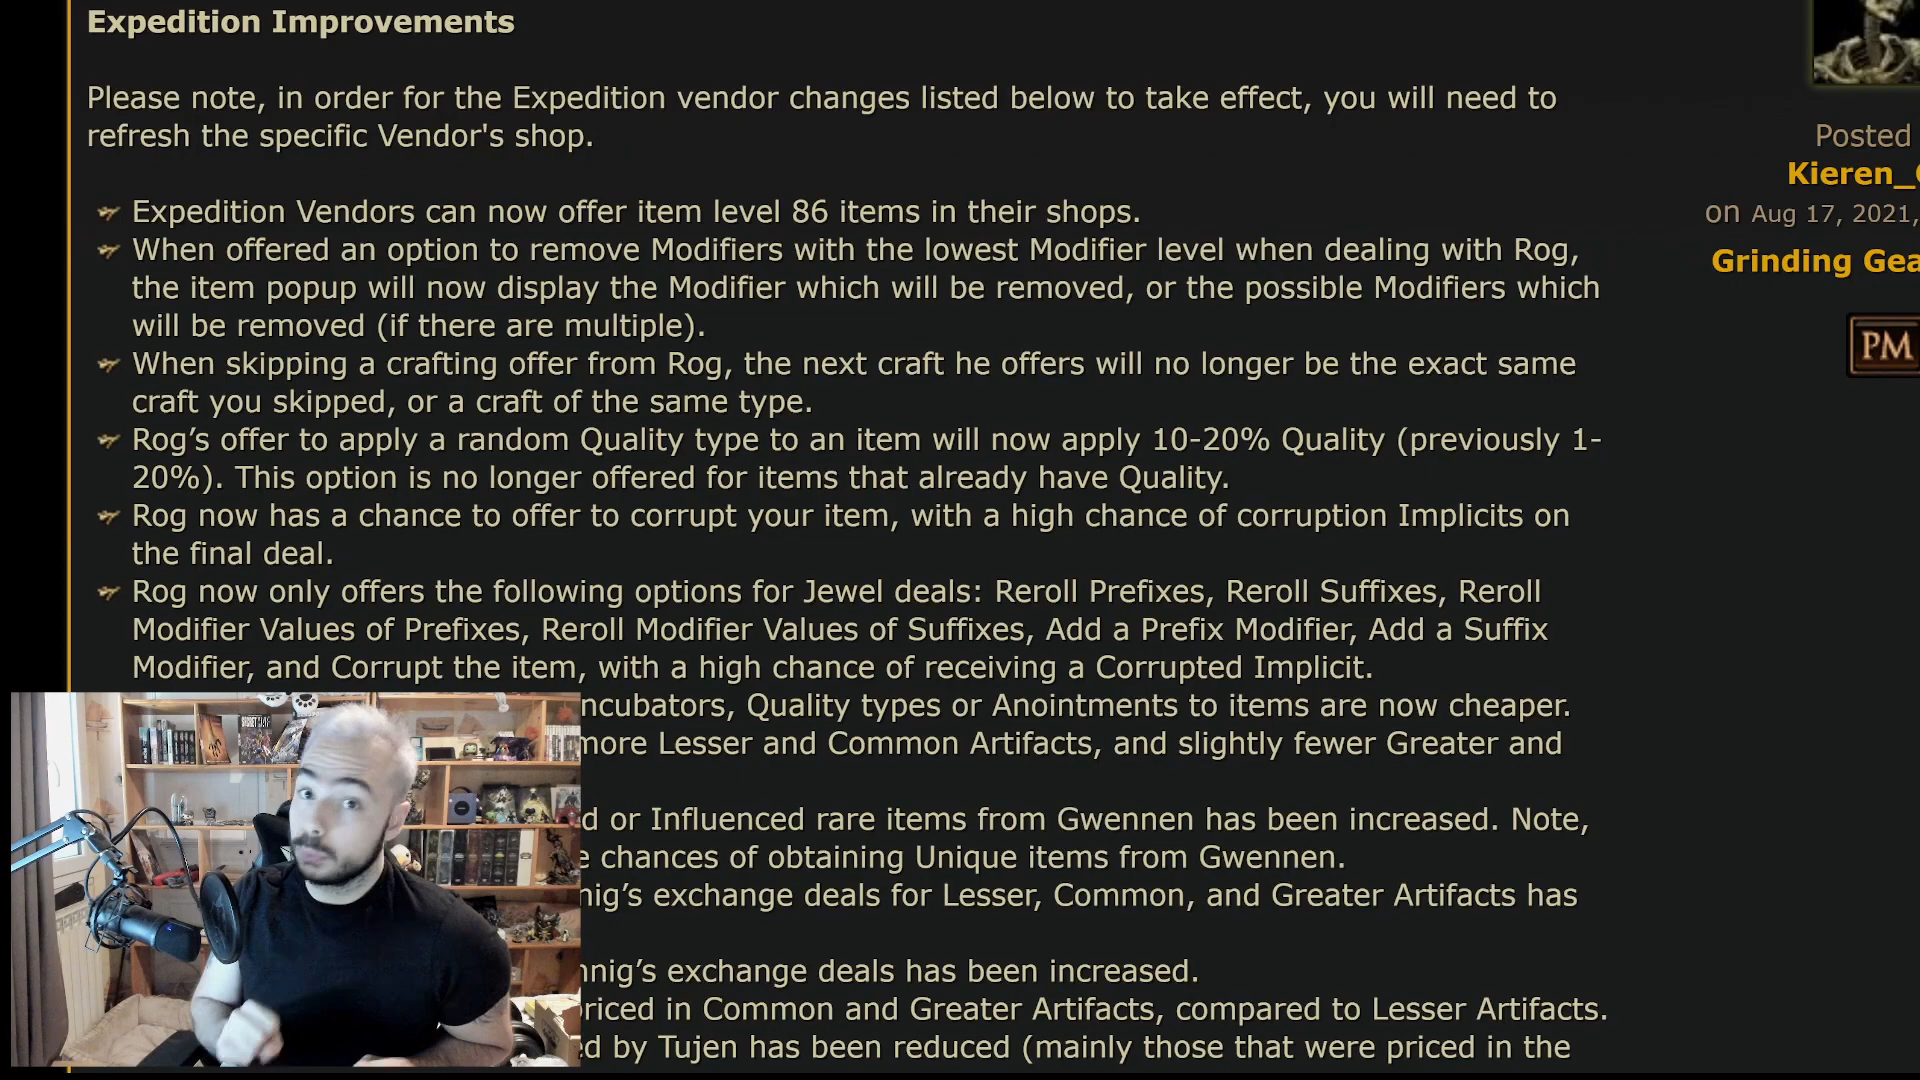 Expedition Improvements
Please note, in order for the Expedition vendor changes listed below to take effect, you will need to
refresh the specific Vendor's shop.
Expedition Vendors can now offer item level 86 items in their shops.
When offered an option to remove Modifiers with the lowest Modifier level when dealing with Rog,
the item popup will now display the Modifier which will be removed, or the possible Modifiers which
will be removed (if there are multiple).
When skipping a crafting offer from Rog, the next craft he offers will no longer be the exact same
craft you skipped, or a craft of the same type.
Rog's offer to apply a random Quality type to an item will now apply 10-20% Quality (previously 1-
20%). This option is no longer offered for items that already have Quality.
Rog now has a chance to offer to corrupt your item, with a high chance of corruption Implicits on
the final deal.
Rog now only offers the following options for Jewel deals: Reroll Prefixes, Reroll Suffixes, Reroll
Modifier Values of Prefixes, Reroll Modifier Values of Suffixes, Add a Prefix Modifier, Add a Suffix
Modifier, and Corrupt the item, with a high chance of receiving a Corrupted Implicit.
ncubators, Quality types or Anointments to items are now cheaper.
more Lesser and Common Artifacts, and slightly fewer Greater and
d or Influenced rare items from Gwennen has been increased. Note,
chances of obtaining Unique items from Gwennen.
nig's exchange deals for Lesser, Common, and Greater Artifacts has
nnig's exchange deals has been increased.
riced in Common and Greater Artifacts, compared to Lesser Artifacts.
ed by Tujen has been reduced (mainly those that were priced in the
Posted
Kieren_
on Aug 17, 2021,
Grinding Gea
PM